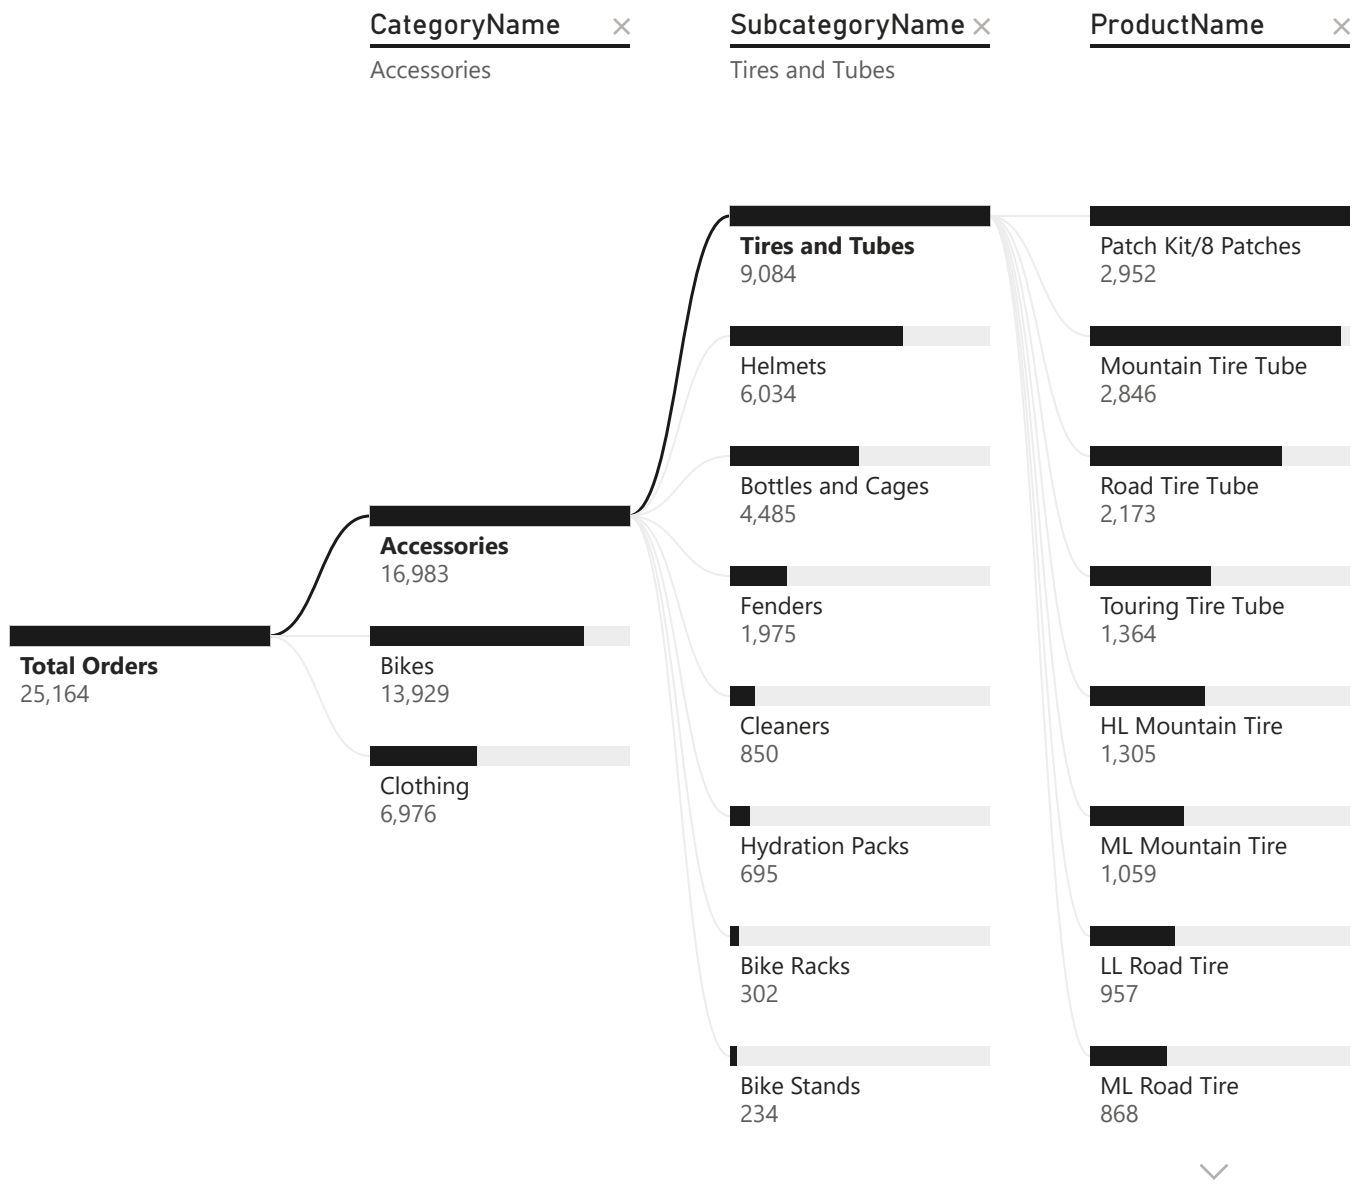 CategoryName
Accessories
SubcategoryName
Tires and Tubes
ProductName
Total Orders
25,164
Accessories
16,983
Bikes
13,929
Clothing
6,976
Tires and Tubes
9,084
Helmets
6,034
Bottles and Cages
4,485
Fenders
1,975
Cleaners
850
Hydration Packs
695
Bike Racks
302
Bike Stands
234
Patch Kit/8 Patches
2,952
Mountain Tire Tube
2,846
Road Tire Tube
2,173
Touring Tire Tube
1,364
HL Mountain Tire
1,305
ML Mountain Tire
1,059
LL Road Tire
957
ML Road Tire
868